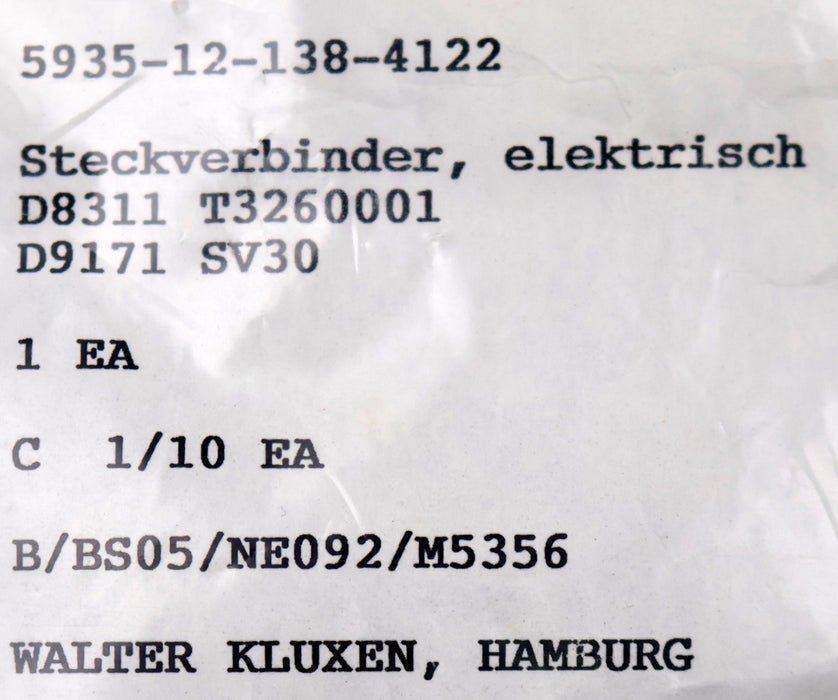 5935-12-138-4122
Steckverbinder, elektrisch
D8311 T3260001
D9171 SV30
1 EA
C 1/10 EA
B/BS05/NE092/M5356
WALTER KLUXEN, HAMBURG